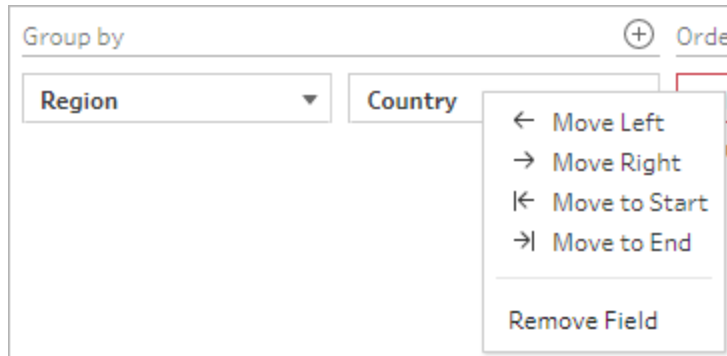 Group by
Orde
Region
Country
Move Left
Move Right
Move to Start
Move to End
Remove Field